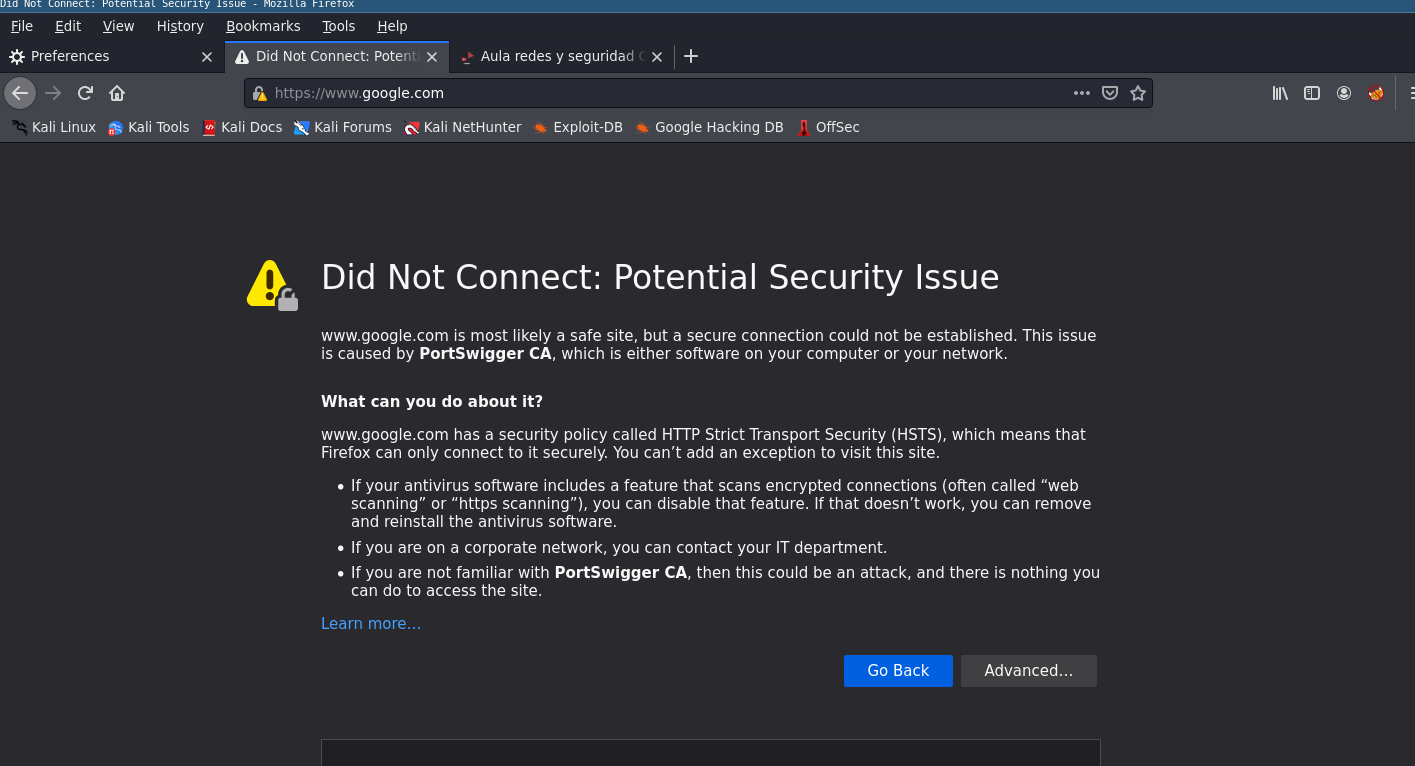 Did Not Connect: Potential Security Issue - Mozilla Firefox
File Edit View History Bookmarks Tools Help
Preferences Did Not Connect: Potenti Aula redes y seguridad
https://www.google.com
Kali Linux Kali Tools Kali Docs Kali Forums Kali NetHunter Exploit-DB Google Hacking DB OffSec
Did Not Connect: Potential Security Issue
www.google.com is most likely a safe site, but a secure connection could not be established. This issue
is caused by PortSwigger CA, which is either software on your computer or your network.
What can you do about it?
www.google.com has a security policy called HTTP Strict Transport Security (HSTS), which means that
Firefox can only connect to it securely. You can’t add an exception to visit this site.
• If your antivirus software includes a feature that scans encrypted connections (often called “web
scanning” or “https scanning”), you can disable that feature. If that doesn’t work, you can remove
and reinstall the antivirus software.
• If you are on a corporate network, you can contact your IT department.
• If you are not familiar with PortSwigger CA, then this could be an attack, and there is nothing you
can do to access the site.
Learn more…
Go Back Advanced…